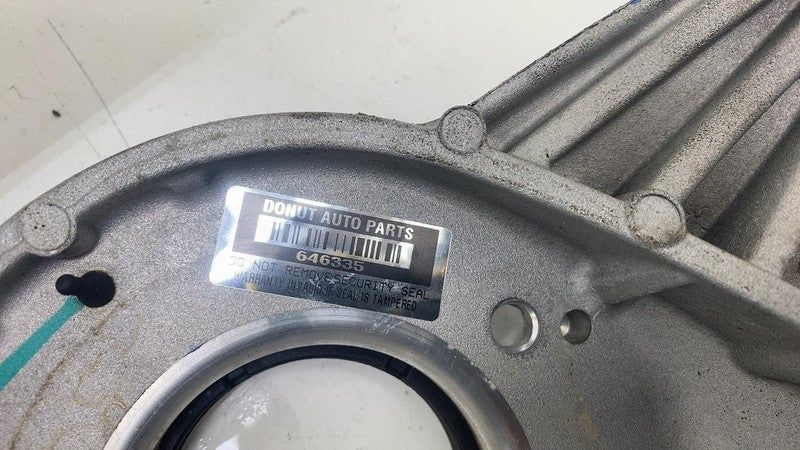 DONUT AUTO PARTS
646335
DO NOT REMOVE SECURITY SEAL
WARRANTY INVALID IF SEAL IS TAMPERED